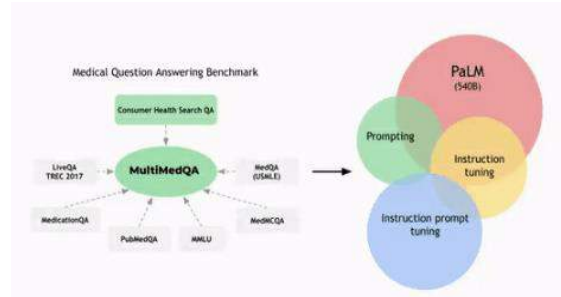 Medical Question Answering Benchmark
Consumer Health Search QA
LiveQA
TREC 2017
MultiMedQA
MedQA
(USMLE)
MedicationQA
PubMedQA
MMLU
MedMCQA
PaLM
(540B)
Prompting
Instruction
tuning
Instruction prompt
tuning